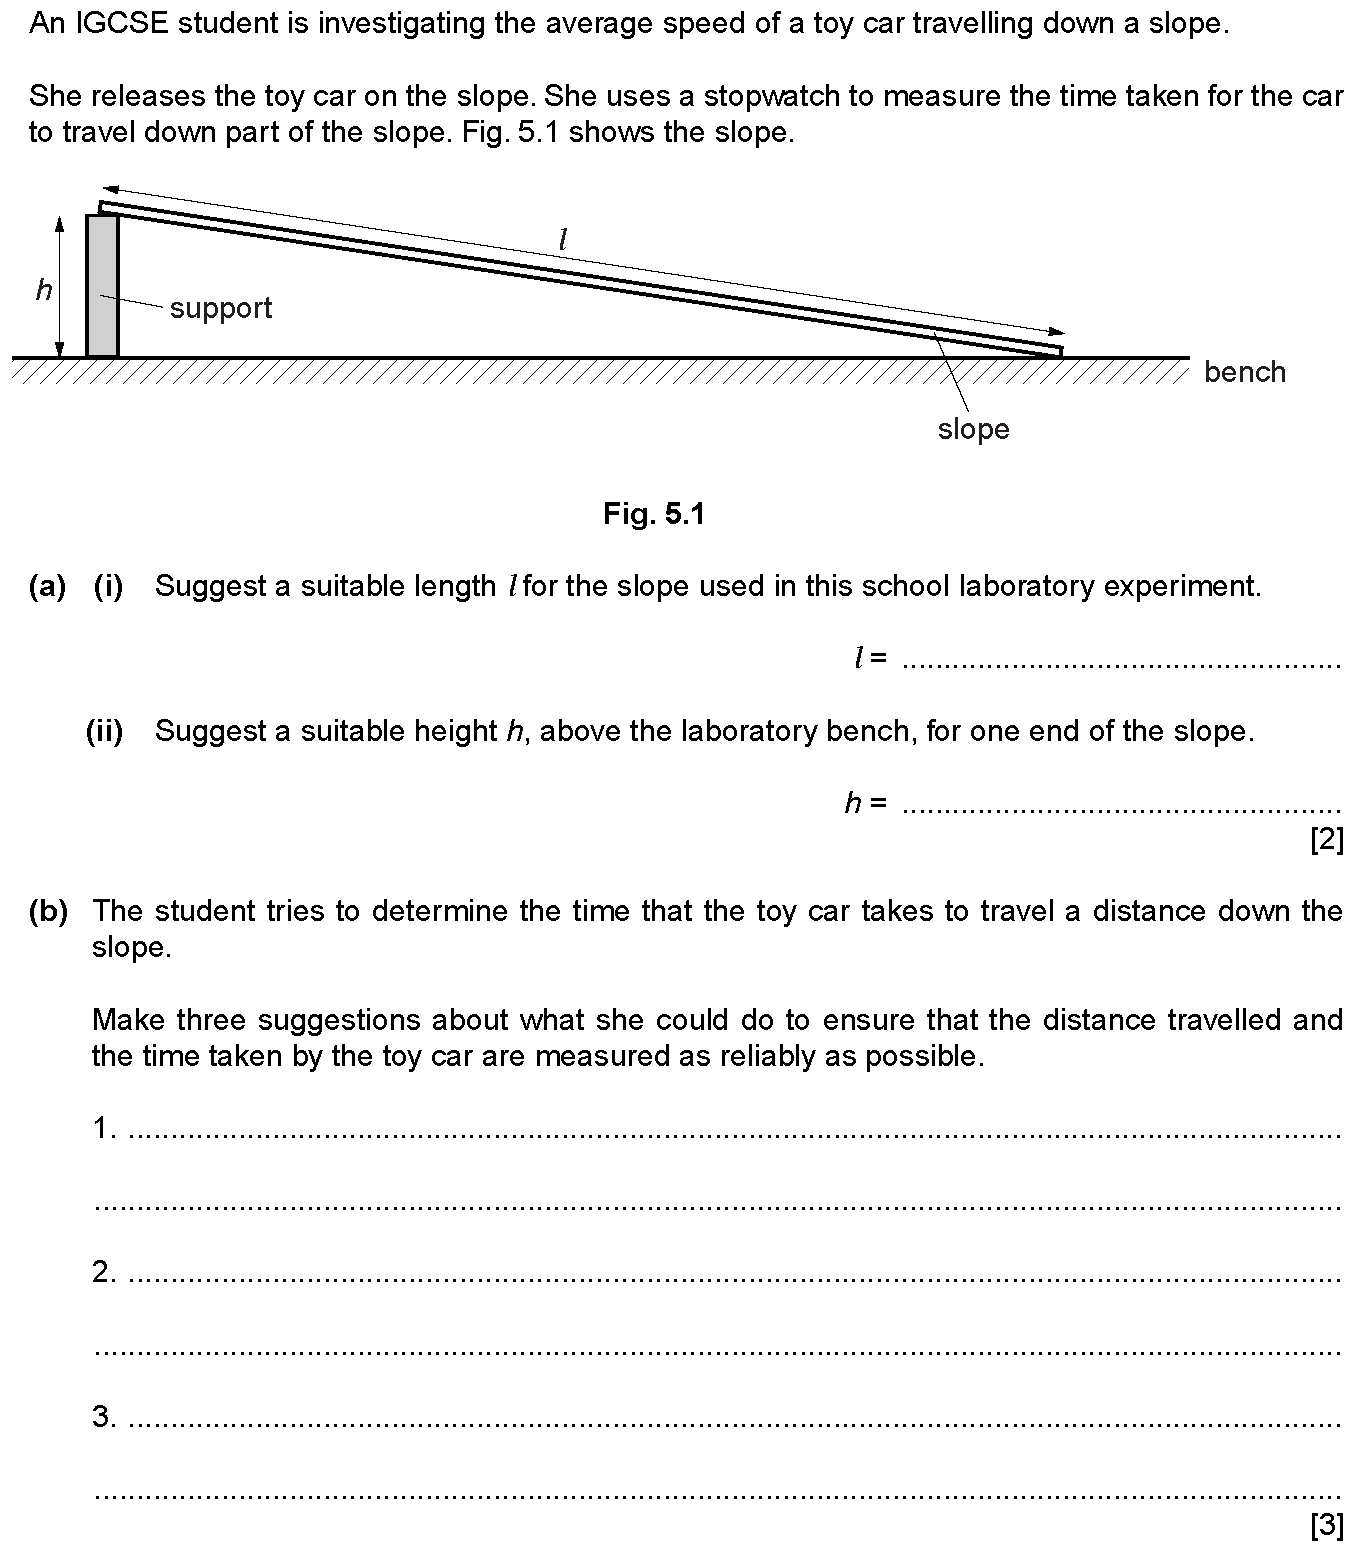 An IGCSE student is investigating the average speed of a toy car travelling down a slope.
She releases the toy car on the slope. She uses a stopwatch to measure the time taken for the car
to travel down part of the slope. Fig. 5.1 shows the slope.
l
h
support
bench
slope
Fig. 5.1
(a) (i) Suggest a suitable length l for the slope used in this school laboratory experiment.
l = ....................................................
(ii) Suggest a suitable height h, above the laboratory bench, for one end of the slope.
h = ....................................................
[2]
(b) The student tries to determine the time that the toy car takes to travel a distance down the
slope.
Make three suggestions about what she could do to ensure that the distance travelled and
the time taken by the toy car are measured as reliably as possible.
1. ....................................................
....................................................
2. ....................................................
....................................................
3. ....................................................
....................................................
[3]